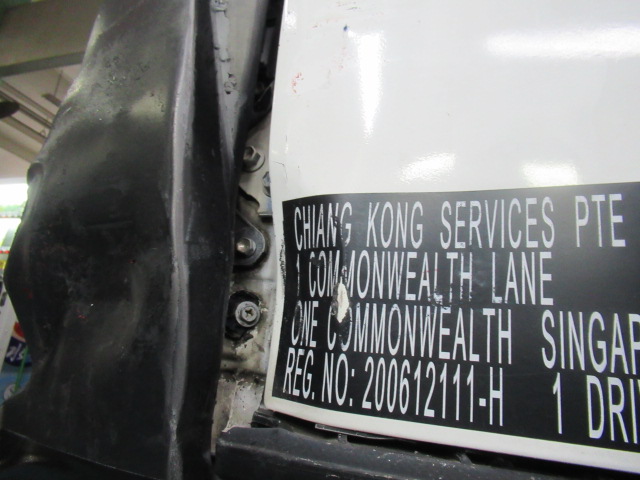 CHIANG KONG SERVICES PTE
1 COMMONWEALTH LANE
ONE COMMONWEALTH SINGAP
REG. NO: 200612111-H 1 DRI